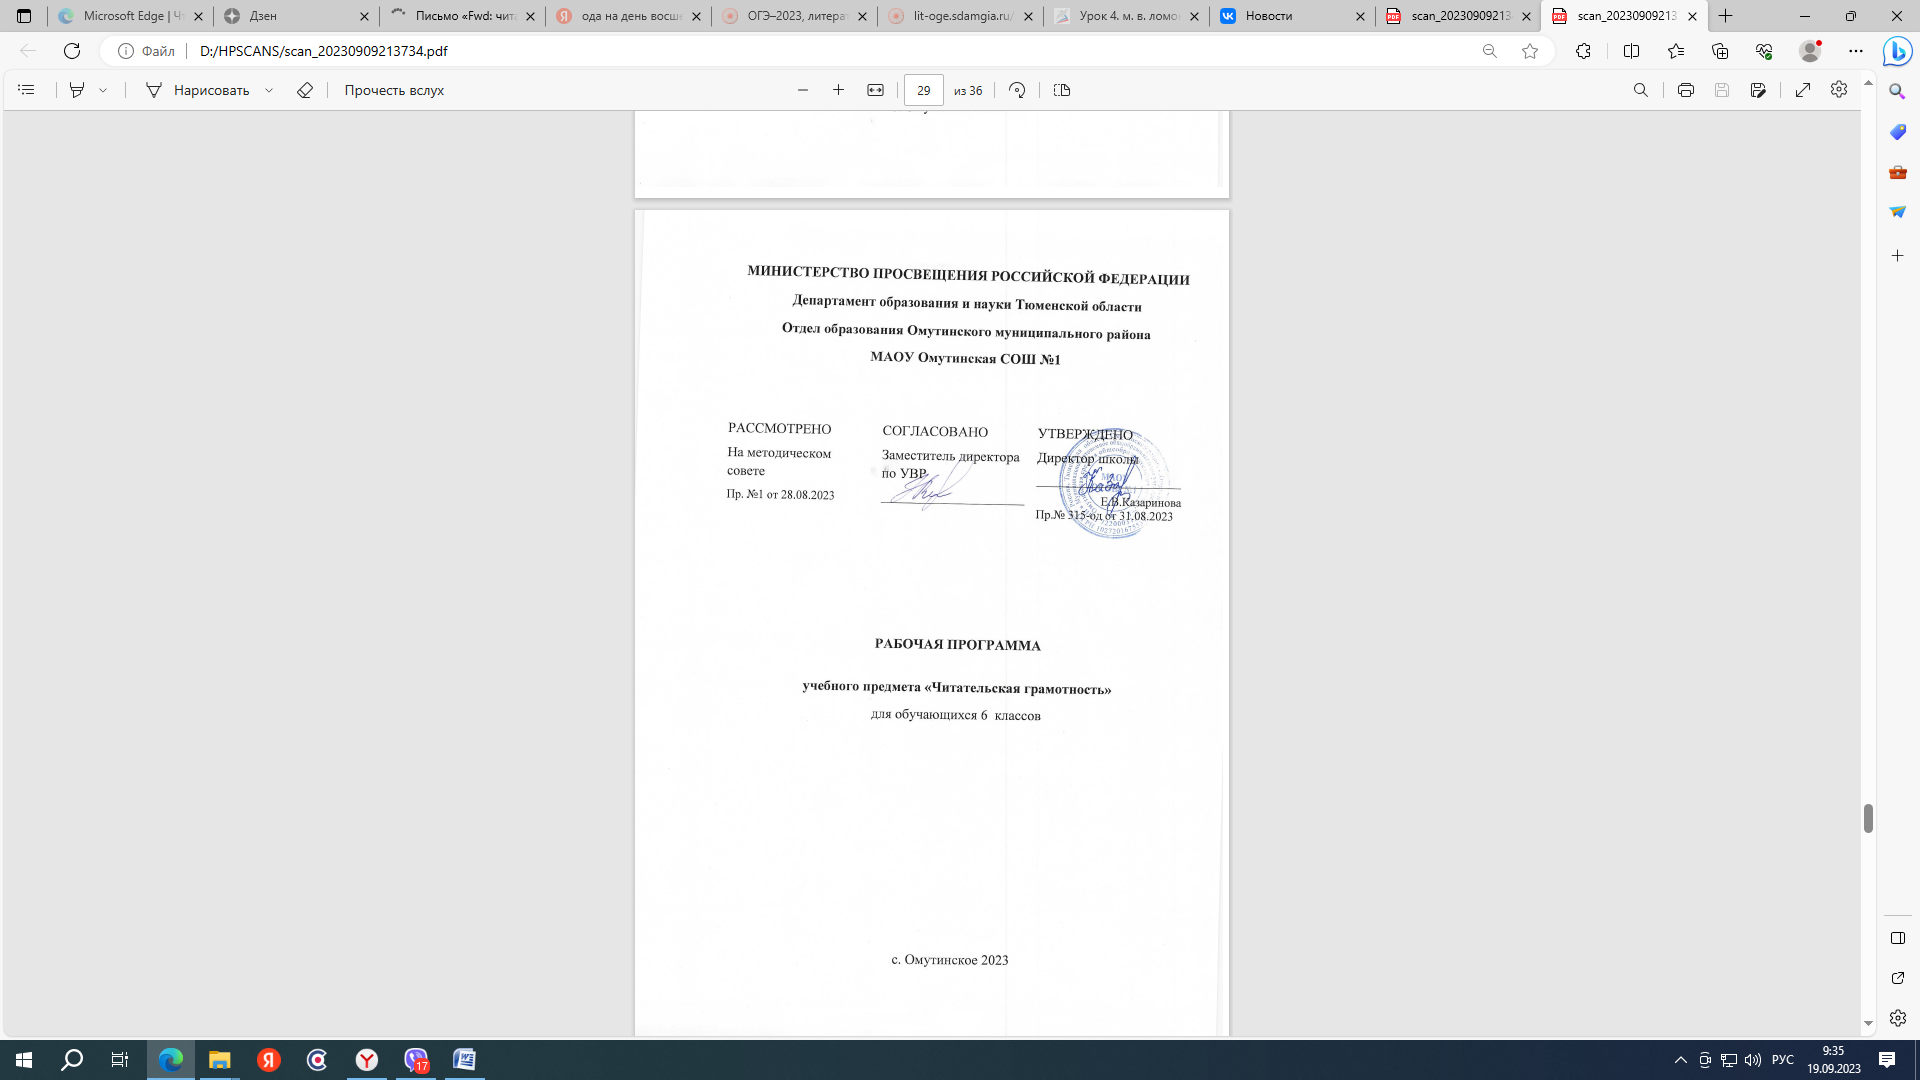 Microsoft Edge | Ч
Дзен
Письмо «Fwd: чит
ода на день восше
ОГЭ–2023, литерат
lit-oge.sdamgia.ru/
Урок 4. м. в. ломо
Новости
scan_2023090921З
scan_20230909213
Файл
D:/HPSCANS/scan_20230909213734.pdf
Нарисовать
Прочесть вслух
29 из 36
МИНИСТЕРСТВО ПРОСВЕЩЕНИЯ РОССИЙСКОЙ ФЕДЕРАЦИИ
Департамент образования и науки Тюменской области
Отдел образования Омутинского муниципального района
МАОУ Омутинская СОШ №1
РАССМОТРЕНО
На методическом
совете
Пр. №1 от 28.08.2023
СОГЛАСОВАНО
Заместитель директора
по УВР
УТВЕРЖДЕНО
Директор школы
Е.В.Казаринова
Пр.№ 315-од от 31.08.2023
РАБОЧАЯ ПРОГРАММА
учебного предмета «Читательская грамотность»
для обучающихся 6 классов
с. Омутинское 2023
17
РУС
9:35
19.09.2023